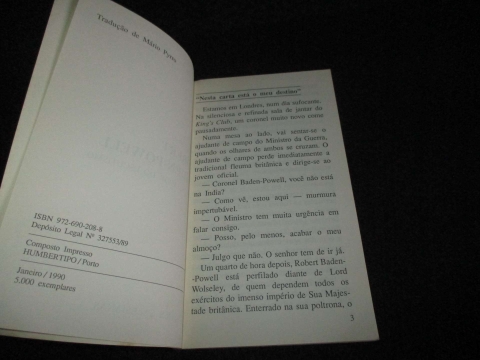 Tradução de Mário Pinto
ISBN 972-690-208-8
Depósito Legal Nº 327553/89
Composto Impresso
HUMBERTIPO/Porto
Janeiro/1990
5.000 exemplares
"Nesta carta está o meu destino"
Estamos em Londres, num dia sufocante.
Na silenciosa e refinada sala de jantar do
King's Club, um coronel muito novo come
pausadamente.
Numa mesa ao lado, vai sentar-se o
ajudante de campo do Ministro da Guerra,
quando os olhares de ambos se cruzam. O
ajudante de campo perde imediatamente a
tradicional fleuma britânica e dirige-se ao
jovem oficial.
— Coronel Baden-Powell, você não está
na Índia?
— Como vê, estou aqui — murmura
imperturbável.
— O Ministro tem muita urgência em
falar consigo.
— Posso, pelo menos, acabar o meu
almoço?
— Julgo que não. O senhor tem de ir já.
Um quarto de hora depois, Robert Baden-
-Powell está perfilado diante de Lord
Wolseley, de quem dependem todos os
exércitos do imenso império de Sua Majes-
tade britânica. Enterrado na sua poltrona, o
3